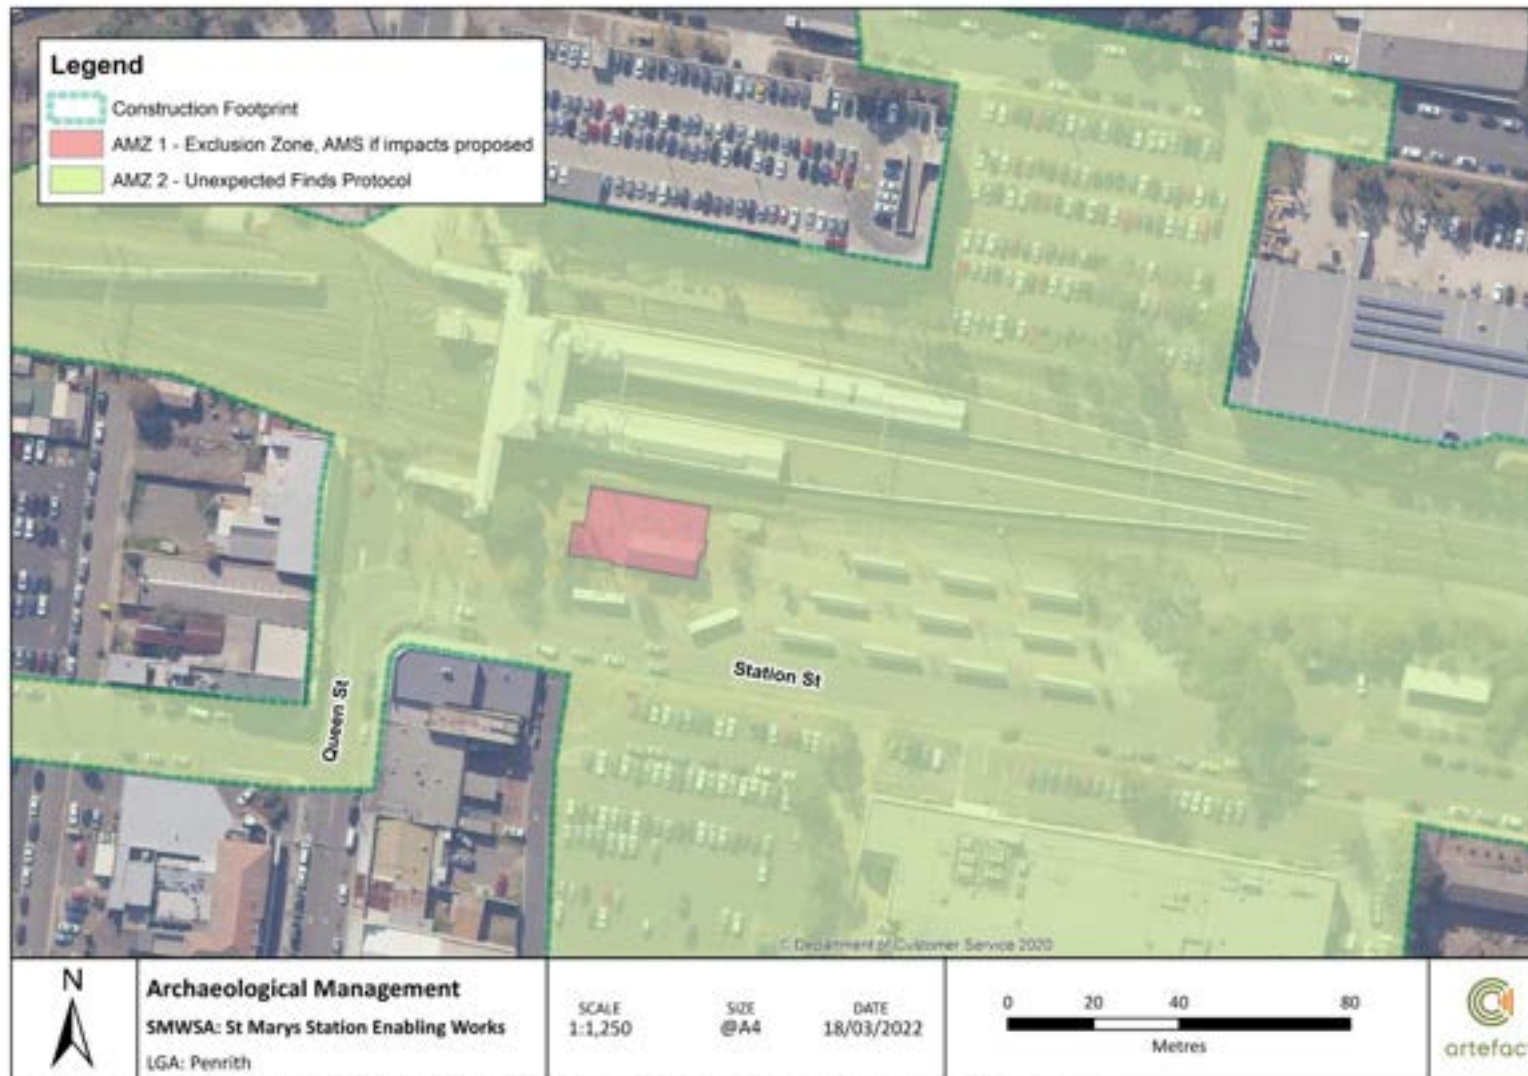 Legend
Construction Footprint
AMZ 1 - Exclusion Zone, AMS if impacts proposed
AMZ 2 - Unexpected Finds Protocol
Station St
Queen St
© Department of Customer Service 2020
N
Archaeological Management
SMWSA: St Marys Station Enabling Works
LGA: Penrith
SCALE
1:1,250
SIZE
@A4
DATE
18/03/2022
0 20 40 80
Metres
artefact